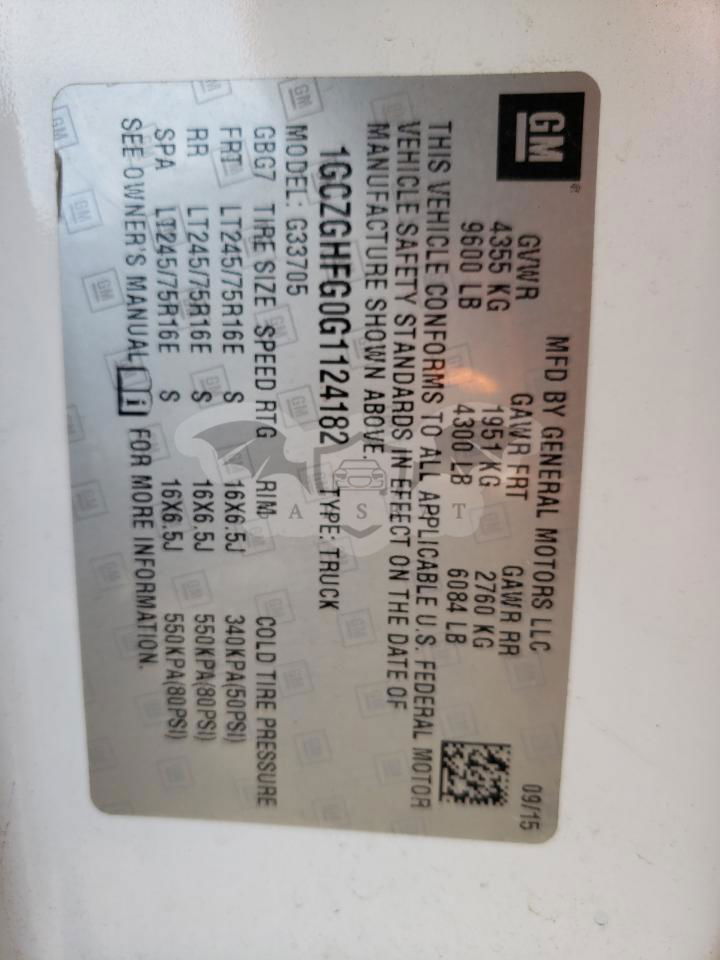 GM
MFD BY GENERAL MOTORS LLC 09/15
GVWR GAWR FRT GAWR RR
4355 KG 1951 KG 2760 KG
9600 LB 4300 LB 6084 LB
THIS VEHICLE CONFORMS TO ALL APPLICABLE U.S. FEDERAL MOTOR
VEHICLE SAFETY STANDARDS IN EFFECT ON THE DATE OF
MANUFACTURE SHOWN ABOVE.
1GCZGHFG0G1124182 TYPE: TRUCK
MODEL: G33705
GBG7 TIRE SIZE SPEED RTG RIM COLD TIRE PRESSURE
FRT LT245/75R16E S 16X6.5J 340KPA(50PSI)
RR LT245/75R16E S 16X6.5J 550KPA(80PSI)
SPA LT245/75R16E S 16X6.5J 550KPA(80PSI)
SEE OWNER'S MANUAL i FOR MORE INFORMATION.